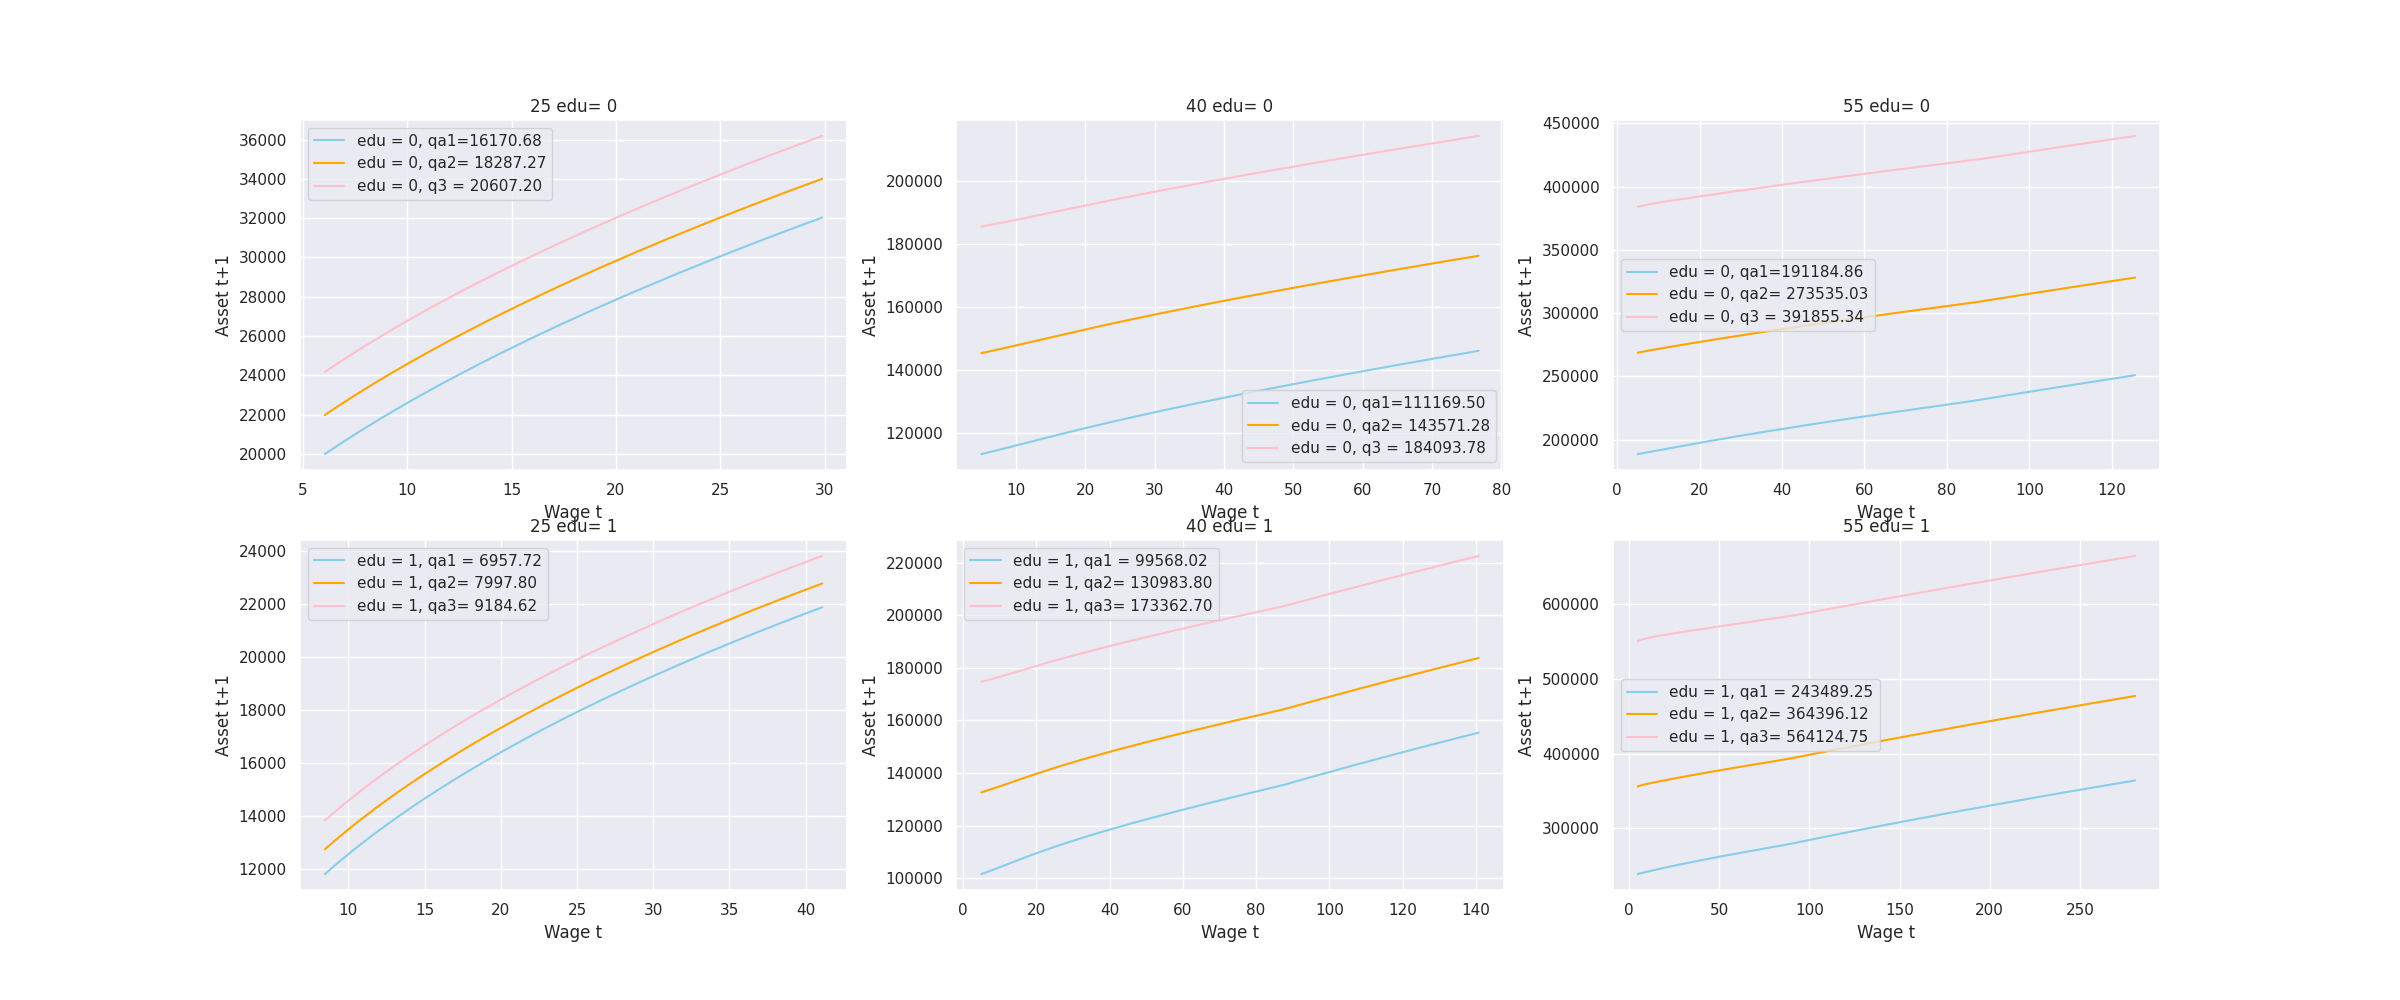 25 edu= 0
36000
34000
32000
30000
28000
26000
24000
22000
20000
Asset t+1
edu = 0, qa1=16170.68
edu = 0, qa2= 18287.27
edu = 0, q3 = 20607.20
5 10 15 20 25 30
Wage t
40 edu= 0
200000
180000
160000
140000
120000
Asset t+1
edu = 0, qa1=111169.50
edu = 0, qa2= 143571.28
edu = 0, q3 = 184093.78
10 20 30 40 50 60 70 80
Wage t
55 edu= 0
450000
400000
350000
300000
250000
200000
Asset t+1
edu = 0, qa1=191184.86
edu = 0, qa2= 273535.03
edu = 0, q3 = 391855.34
0 20 40 60 80 100 120
Wage t
25 edu= 1
24000
22000
20000
18000
16000
14000
12000
Asset t+1
edu = 1, qa1 = 6957.72
edu = 1, qa2= 7997.80
edu = 1, qa3= 9184.62
10 15 20 25 30 35 40
Wage t
40 edu= 1
220000
200000
180000
160000
140000
120000
100000
Asset t+1
edu = 1, qa1 = 99568.02
edu = 1, qa2= 130983.80
edu = 1, qa3= 173362.70
0 20 40 60 80 100 120 140
Wage t
55 edu= 1
600000
500000
400000
300000
Asset t+1
edu = 1, qa1 = 243489.25
edu = 1, qa2= 364396.12
edu = 1, qa3= 564124.75
0 50 100 150 200 250
Wage t